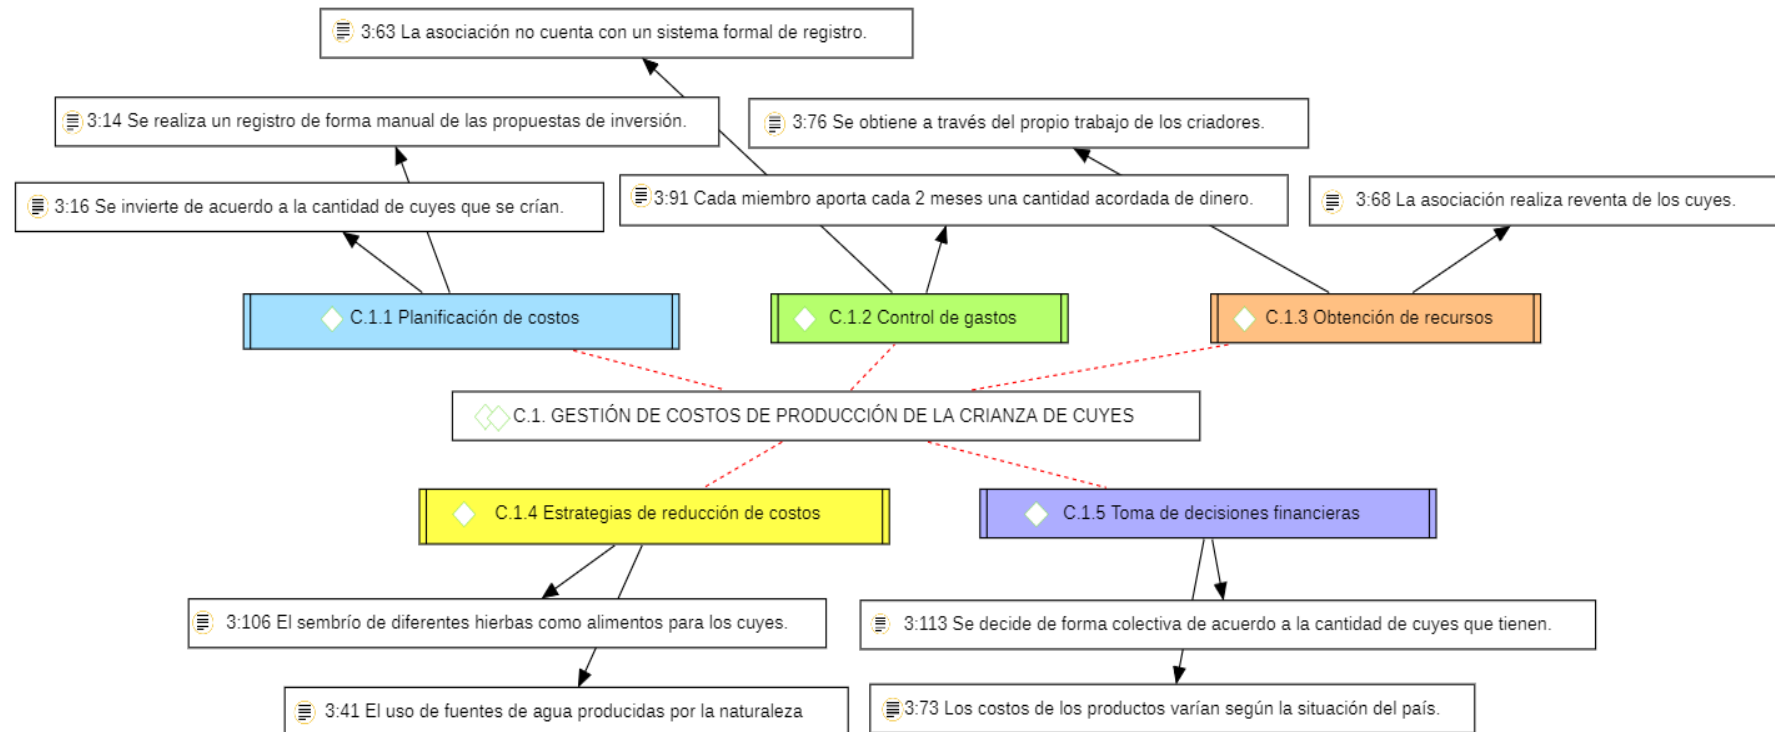 3:63 La asociación no cuenta con un sistema formal de registro.
3:14 Se realiza un registro de forma manual de las propuestas de inversión.
3:76 Se obtiene a través del propio trabajo de los criadores.
3:16 Se invierte de acuerdo a la cantidad de cuyes que se crían.
3:91 Cada miembro aporta cada 2 meses una cantidad acordada de dinero.
3:68 La asociación realiza reventa de los cuyes.
C.1.1 Planificación de costos
C.1.2 Control de gastos
C.1.3 Obtención de recursos
C.1. GESTIÓN DE COSTOS DE PRODUCCIÓN DE LA CRIANZA DE CUYES
C.1.4 Estrategias de reducción de costos
C.1.5 Toma de decisiones financieras
3:106 El sembrío de diferentes hierbas como alimentos para los cuyes.
3:113 Se decide de forma colectiva de acuerdo a la cantidad de cuyes que tienen.
3:41 El uso de fuentes de agua producidas por la naturaleza
3:73 Los costos de los productos varían según la situación del país.